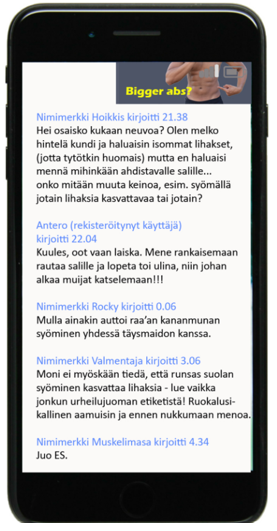 Bigger abs?
Nimimerkki Hoikkis kirjoitti 21.38
Hei osaisko kukaan neuvoa? Olen melko
hintelä kundi ja haluaisin isommat lihakset,
(jotta tytötkin huomais) mutta en haluaisi
mennä mihinkään ahdistavalle salille...
onko mitään muuta keinoa, esim. syömällä
jotain lihaksia kasvattavaa tai jotain?
Antero (rekisteröitynyt käyttäjä)
kirjoitti 22.04
Kuules, oot vaan laiska. Mene rankaisemaan
rautaa salille ja lopeta toi ulina, niin johan
alkaa muijat katselemaan!!!
Nimimerkki Rocky kirjoitti 0.06
Mulla ainakin auttoi raa’an kananmunan
syöminen yhdessä täysmaidon kanssa.
Nimimerkki Valmentaja kirjoitti 3.06
Moni ei myöskään tiedä, että runsas suolan
syöminen kasvattaa lihaksia - lue vaikka
jonkun urheilujuoman etiketistä! Ruokalusi-
kallinen aamuisin ja ennen nukkumaan menoa.
Nimimerkki Muskelimasa kirjoitti 4.34
Juo ES.